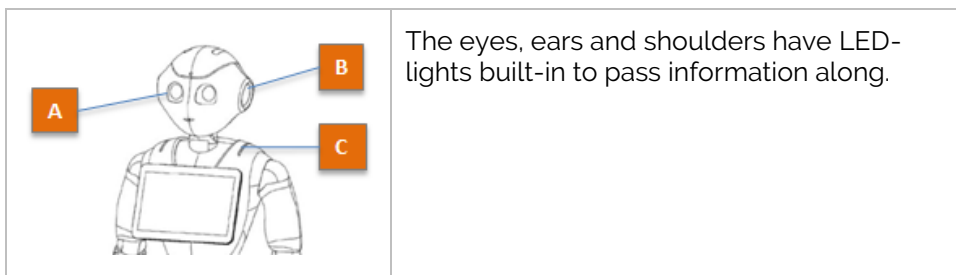 The eyes, ears and shoulders have LED-
lights built-in to pass information along.
B
A
C